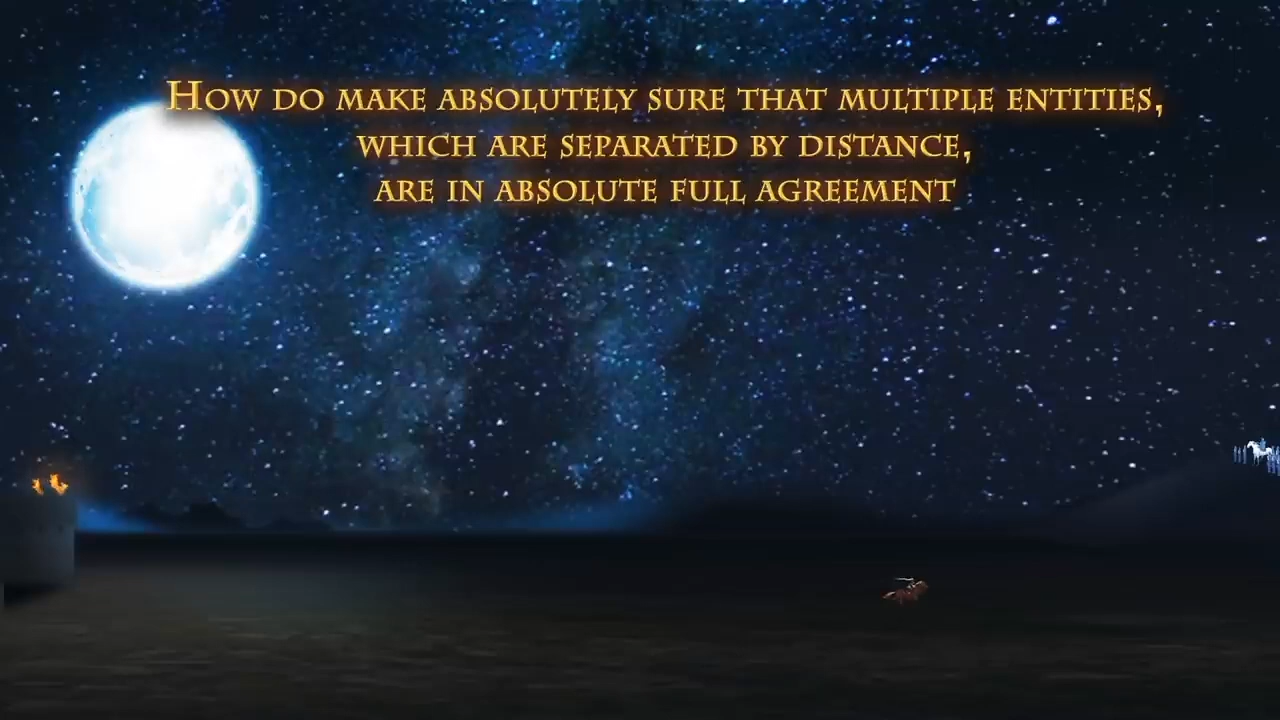 How do make absolutely sure that multiple entities,
which are separated by distance,
are in absolute full agreement